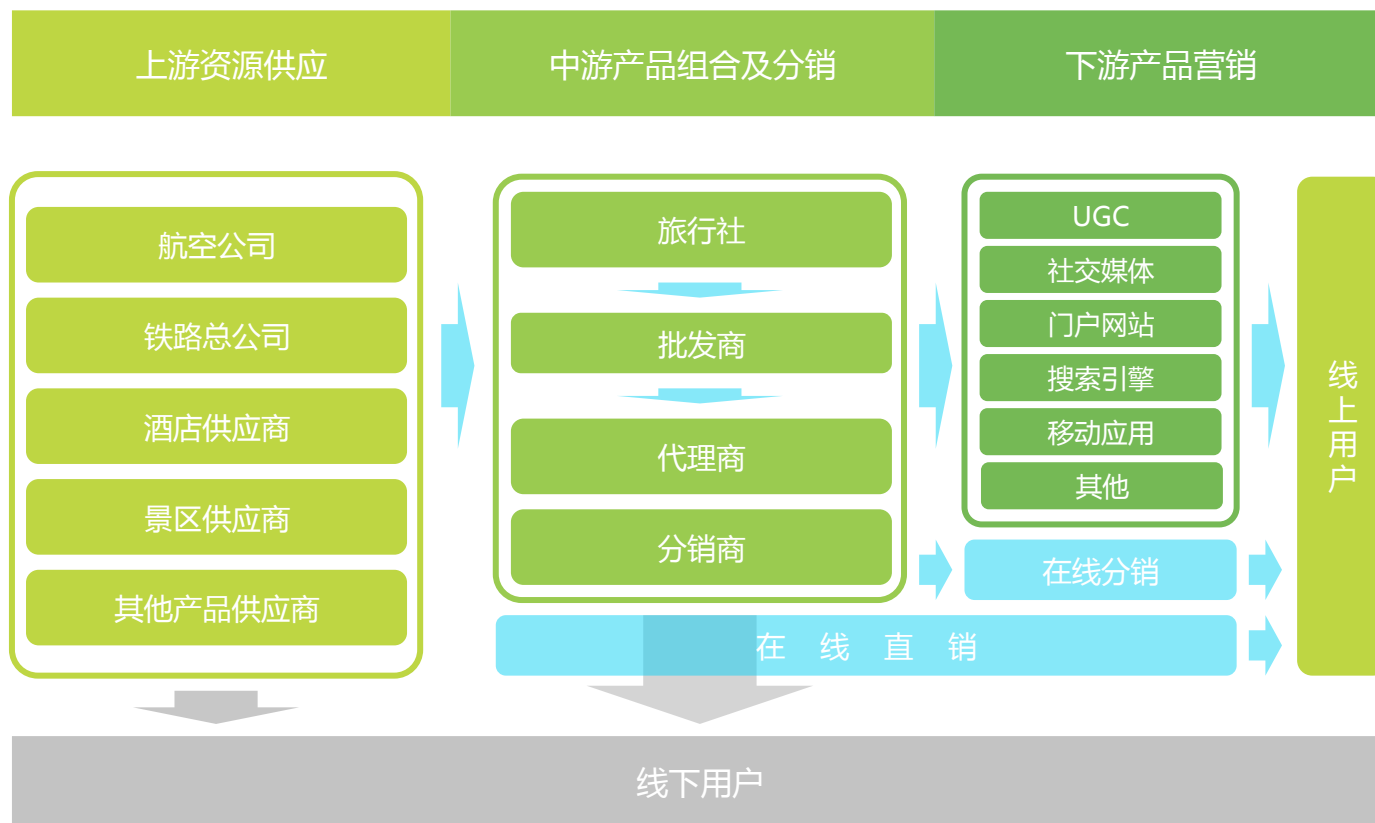 上游资源供应
中游产品组合及分销
下游产品营销
航空公司
铁路总公司
酒店供应商
景区供应商
其他产品供应商
旅行社
批发商
代理商
分销商
UGC
社交媒体
门户网站
搜索引擎
移动应用
其他
在线分销
在线直销
线上用户
线下用户